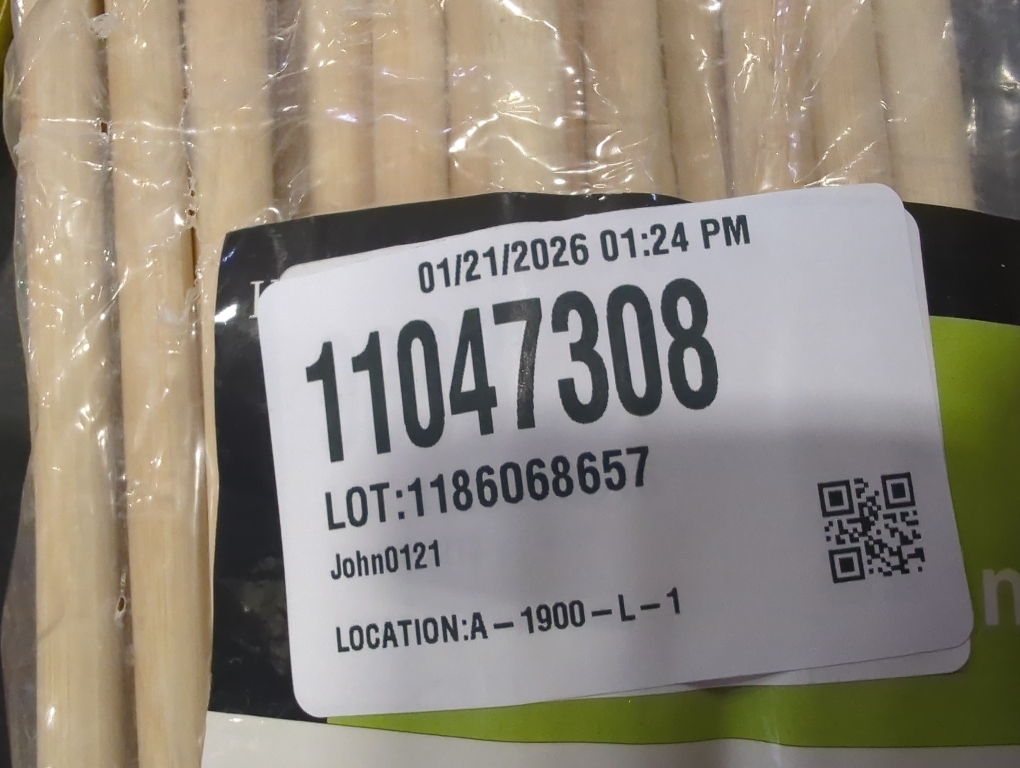 01/21/2026 01:24 PM
11047308
LOT:1186068657
John0121
LOCATION:A-1900-L-1